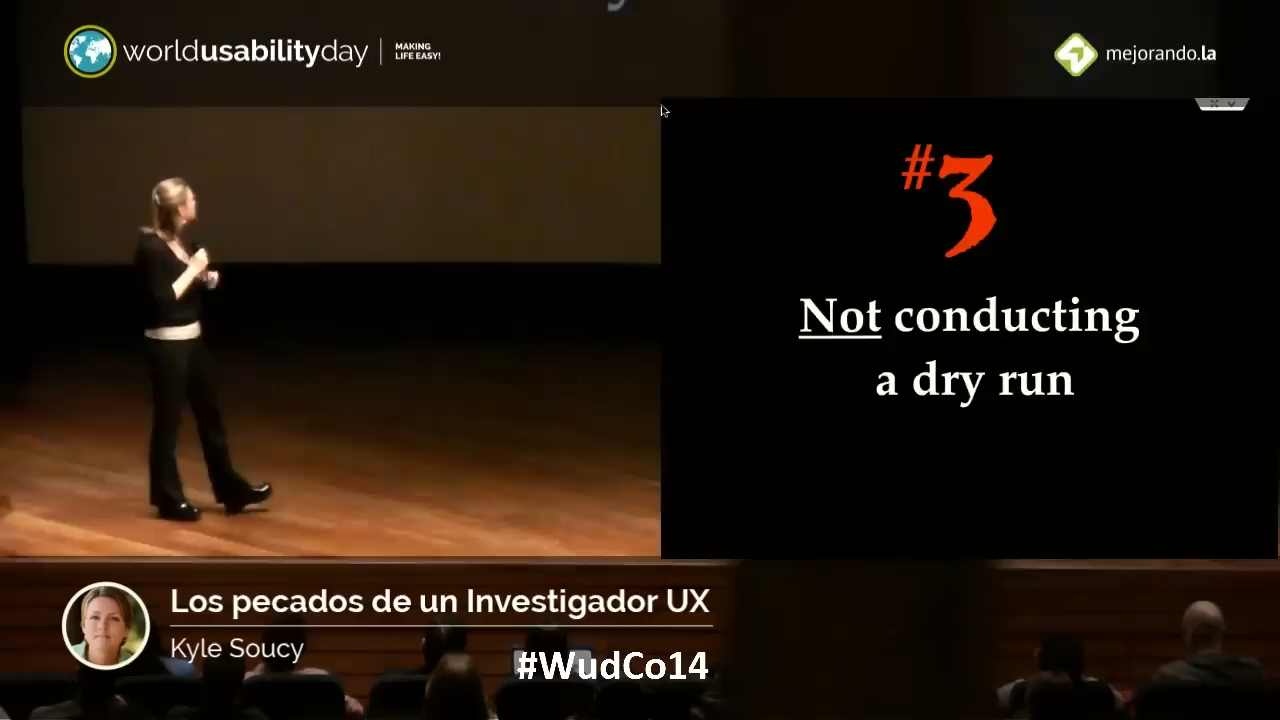 worldusabilityday
MAKING
LIFE EASY!
mejorando.la
#3
Not conducting
a dry run
Los pecados de un Investigador UX
Kyle Soucy
#WudCo14